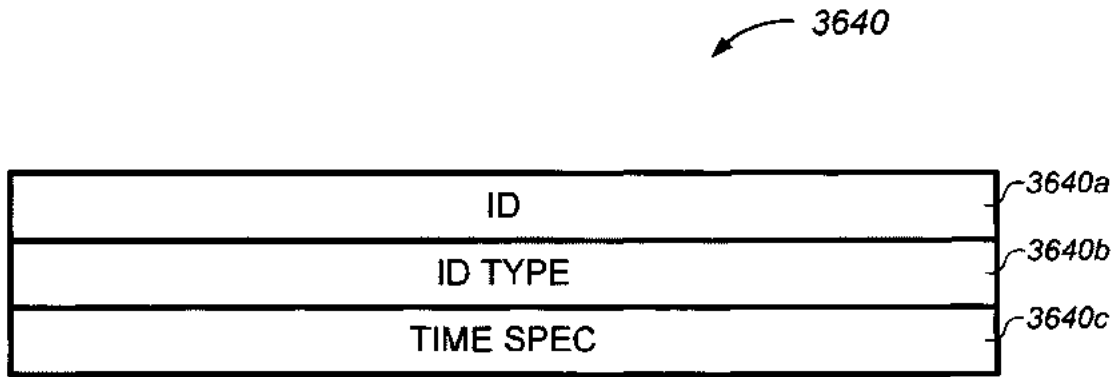 3640
ID
3640a
ID TYPE
3640b
TIME SPEC
3640c